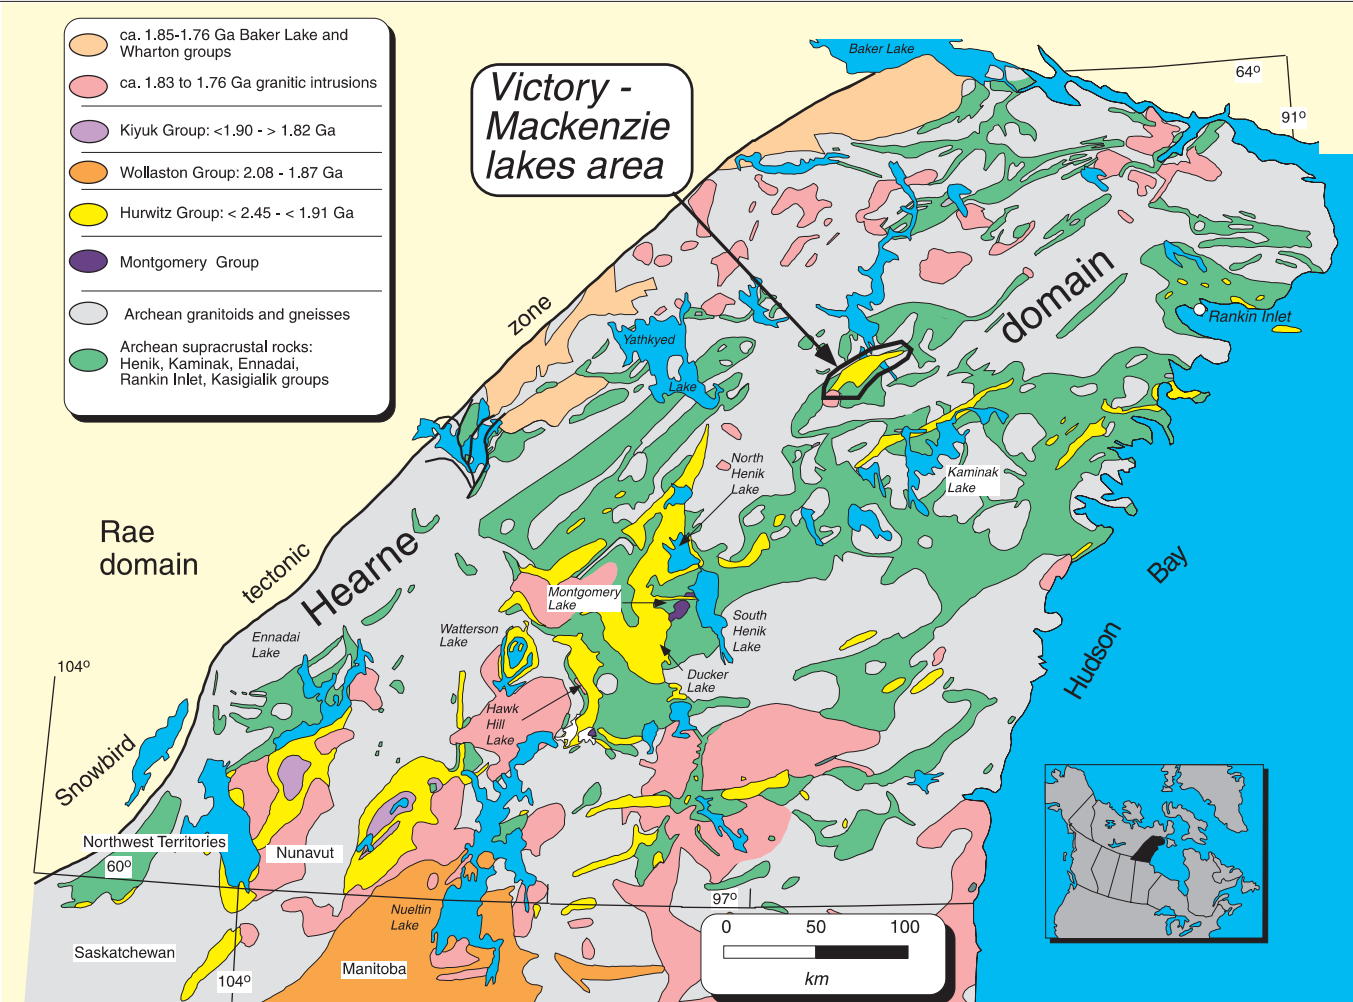 ca. 1.85-1.76 Ga Baker Lake and
Wharton groups
ca. 1.83 to 1.76 Ga granitic intrusions
Kiyuk Group: <1.90 - > 1.82 Ga
Wollaston Group: 2.08 - 1.87 Ga
Hurwitz Group: < 2.45 - < 1.91 Ga
Montgomery Group
Archean granitoids and gneisses
Archean supracrustal rocks:
Henik, Kaminak, Ennadai,
Rankin Inlet, Kasigialik groups
Victory -
Mackenzie
lakes area
Baker Lake
64º
91º
domain
Rankin Inlet
zone
Yathkyed
Lake
North
Henik
Lake
Kaminak
Lake
Rae
domain
tectonic
Hearne
Hudson
Bay
Montgomery
Lake
South
Henik
Lake
Ennadai
Lake
Watterson
Lake
Ducker
Lake
Hawk
Hill
Lake
104º
Snowbird
Northwest Territories
60º
Nunavut
97º
Nueltin
Lake
Saskatchewan
Manitoba
104º
0 50 100
km